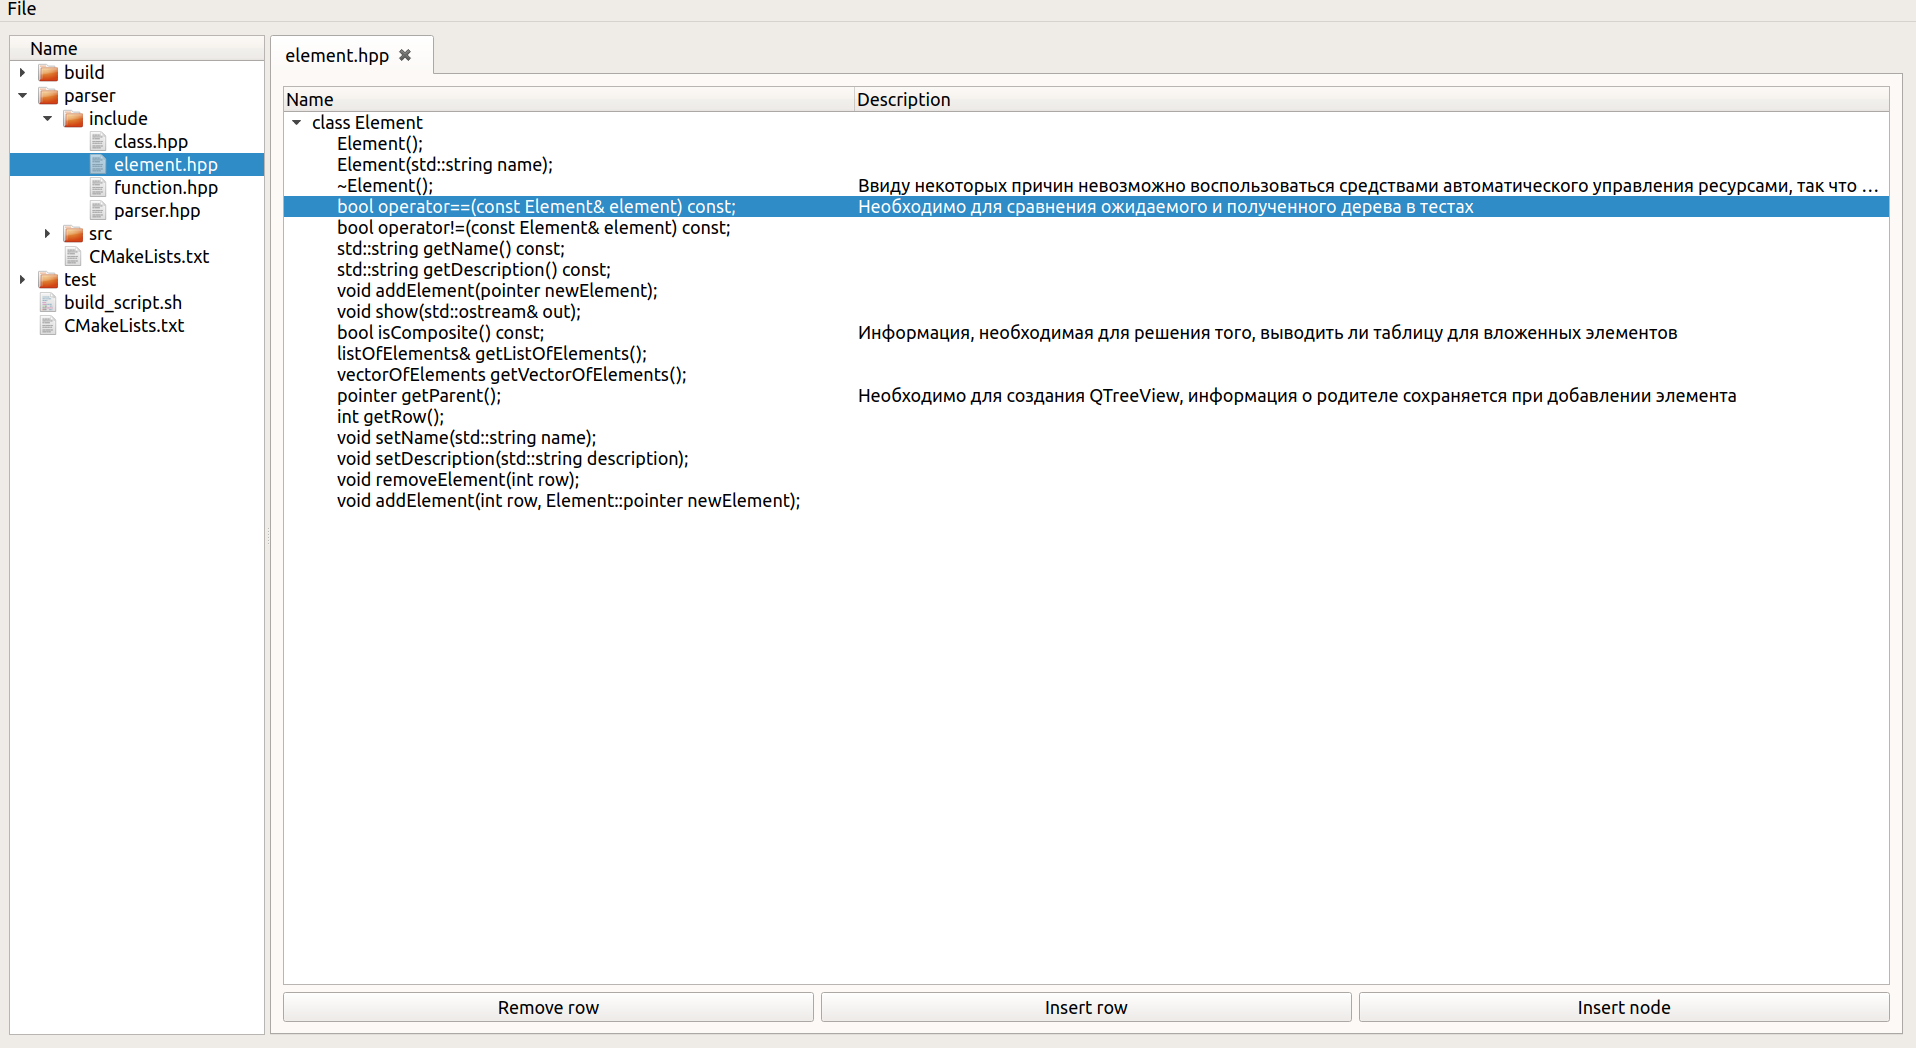 File
Name
build
parser
include
class.hpp
element.hpp
function.hpp
parser.hpp
src
CMakeLists.txt
test
build_script.sh
CMakeLists.txt
element.hpp
Name Description
class Element
Element();
Element(std::string name);
~Element(); Ввиду некоторых причин невозможно воспользоваться средствами автоматического управления ресурсами, так что ...
bool operator==(const Element& element) const; Необходимо для сравнения ожидаемого и полученного дерева в тестах
bool operator!=(const Element& element) const;
std::string getName() const;
std::string getDescription() const;
void addElement(pointer newElement);
void show(std::ostream& out);
bool isComposite() const; Информация, необходимая для решения того, выводить ли таблицу для вложенных элементов
listOfElements& getListOfElements();
vectorOfElements getVectorOfElements();
pointer getParent(); Необходимо для создания QTreeView, информация о родителе сохраняется при добавлении элемента
int getRow();
void setName(std::string name);
void setDescription(std::string description);
void removeElement(int row);
void addElement(int row, Element::pointer newElement);
Remove row Insert row Insert node